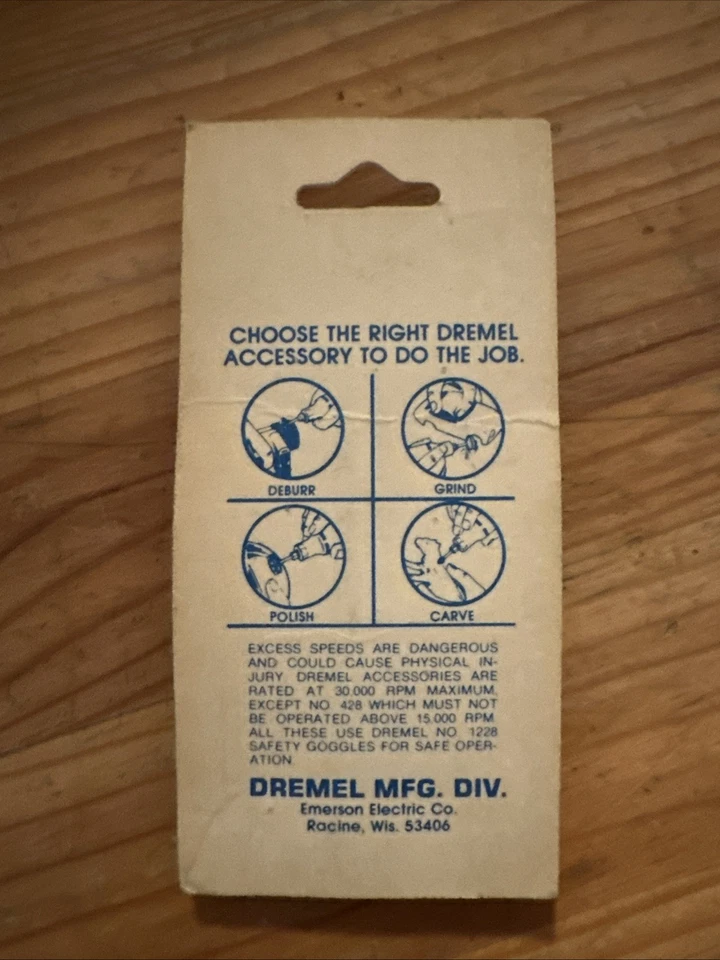 CHOOSE THE RIGHT DREMEL
ACCESSORY TO DO THE JOB.
DEBURR
GRIND
POLISH
CARVE
EXCESS SPEEDS ARE DANGEROUS
AND COULD CAUSE PHYSICAL IN-
JURY. DREMEL ACCESSORIES ARE
RATED AT 30,000 RPM MAXIMUM,
EXCEPT NO. 428 WHICH MUST NOT
BE OPERATED ABOVE 15,000 RPM.
ALL THESE USE DREMEL NO. 1228
SAFETY GOGGLES FOR SAFE OPER-
ATION.
DREMEL MFG. DIV.
Emerson Electric Co.
Racine, Wis. 53406